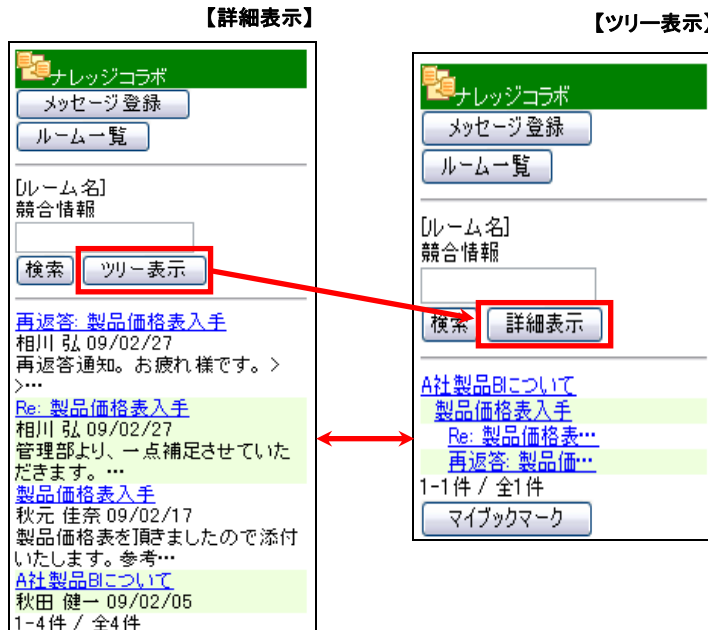 【詳細表示】
ナレッジコラボ
メッセージ登録
ルーム一覧
[ルーム名]
競合情報
検索 ツリー表示
再返答: 製品価格表入手
相川 弘 09/02/27
再返答通知。お疲れ様です。>
>…
Re: 製品価格表入手
相川 弘 09/02/27
管理部より、一点補足させていた
だきます。…
製品価格表入手
秋元 佳奈 09/02/17
製品価格表を頂きましたので添付
いたします。参考…
A社製品BIについて
秋田 健一 09/02/05
1-4件 / 全4件
【ツリー表示】
ナレッジコラボ
メッセージ登録
ルーム一覧
[ルーム名]
競合情報
検索 詳細表示
A社製品BIについて
製品価格表入手
Re: 製品価格表…
再返答: 製品価…
1-1件 / 全1件
マイブックマーク